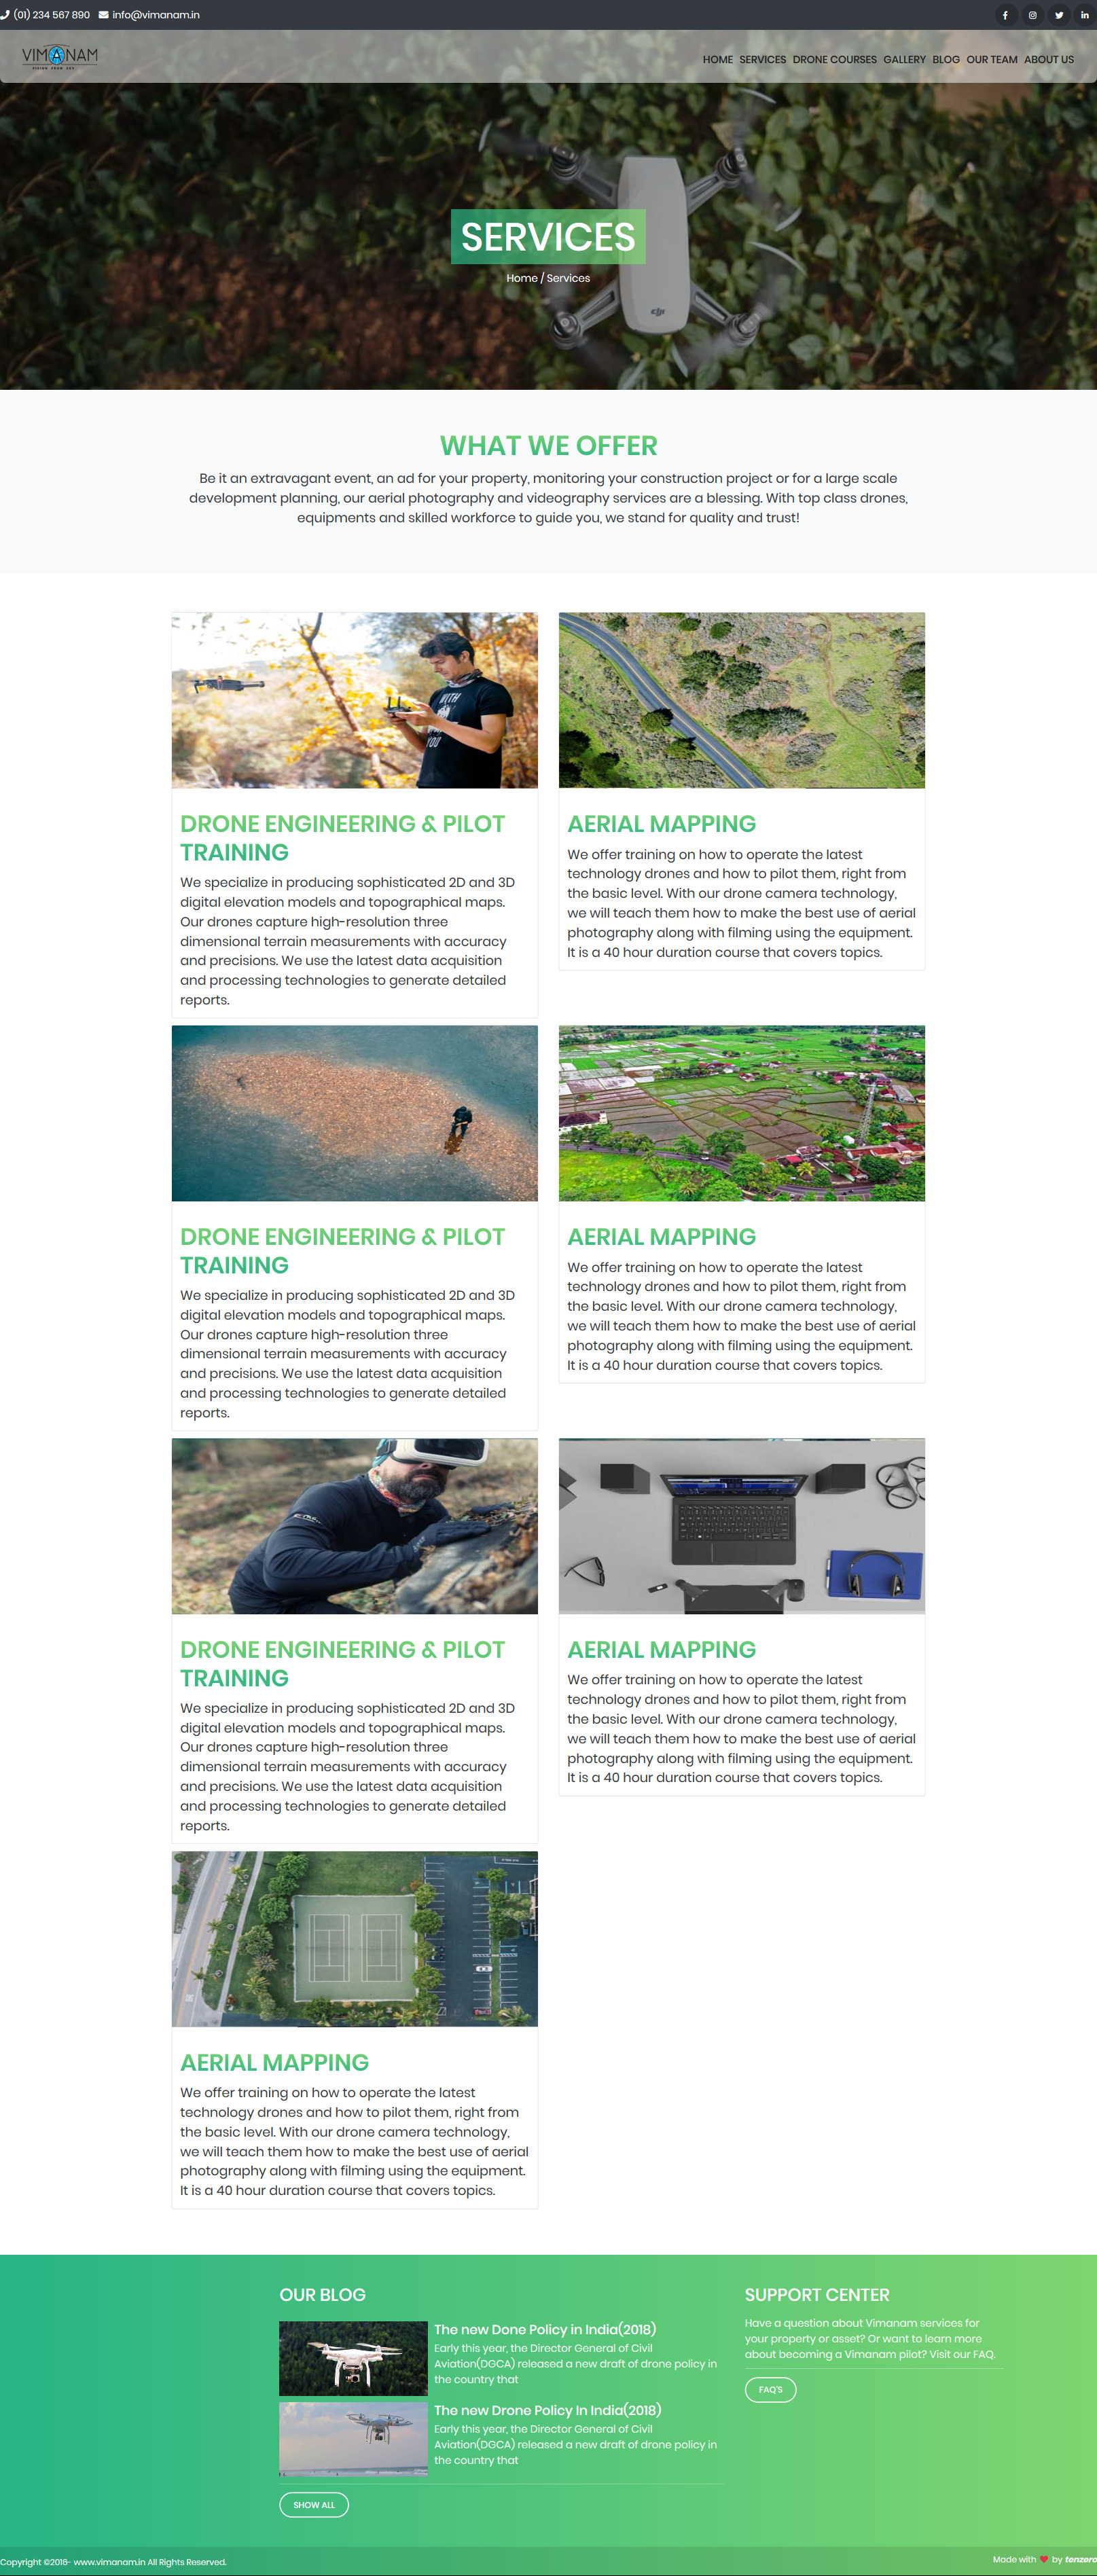 (01) 234 567 890 info@vimanam.in
VIMANAM
HOME SERVICES DRONE COURSES GALLERY BLOG OUR TEAM ABOUT US
SERVICES
Home / Services
dji
WHAT WE OFFER
Be it an extravagant event, an ad for your property, monitoring your construction project or for a large scale
development planning, our aerial photography and videography services are a blessing. With top class drones,
equipments and skilled workforce to guide you, we stand for quality and trust!
WITH
YOU
DRONE ENGINEERING & PILOT
TRAINING
We specialize in producing sophisticated 2D and 3D
digital elevation models and topographical maps.
Our drones capture high-resolution three
dimensional terrain measurements with accuracy
and precisions. We use the latest data acquisition
and processing technologies to generate detailed
reports.
AERIAL MAPPING
We offer training on how to operate the latest
technology drones and how to pilot them, right from
the basic level. With our drone camera technology,
we will teach them how to make the best use of aerial
photography along with filming using the equipment.
It is a 40 hour duration course that covers topics.
DRONE ENGINEERING & PILOT
TRAINING
We specialize in producing sophisticated 2D and 3D
digital elevation models and topographical maps.
Our drones capture high-resolution three
dimensional terrain measurements with accuracy
and precisions. We use the latest data acquisition
and processing technologies to generate detailed
reports.
AERIAL MAPPING
We offer training on how to operate the latest
technology drones and how to pilot them, right from
the basic level. With our drone camera technology,
we will teach them how to make the best use of aerial
photography along with filming using the equipment.
It is a 40 hour duration course that covers topics.
DRONE ENGINEERING & PILOT
TRAINING
We specialize in producing sophisticated 2D and 3D
digital elevation models and topographical maps.
Our drones capture high-resolution three
dimensional terrain measurements with accuracy
and precisions. We use the latest data acquisition
and processing technologies to generate detailed
reports.
AERIAL MAPPING
We offer training on how to operate the latest
technology drones and how to pilot them, right from
the basic level. With our drone camera technology,
we will teach them how to make the best use of aerial
photography along with filming using the equipment.
It is a 40 hour duration course that covers topics.
AERIAL MAPPING
We offer training on how to operate the latest
technology drones and how to pilot them, right from
the basic level. With our drone camera technology,
we will teach them how to make the best use of aerial
photography along with filming using the equipment.
It is a 40 hour duration course that covers topics.
OUR BLOG
The new Done Policy in India(2018)
Early this year, the Director General of Civil
Aviation(DGCA) released a new draft of drone policy in
the country that
The new Drone Policy In India(2018)
Early this year, the Director General of Civil
Aviation(DGCA) released a new draft of drone policy in
the country that
SHOW ALL
SUPPORT CENTER
Have a question about Vimanam services for
your property or asset? Or want to learn more
about becoming a Vimanam pilot? Visit our FAQ.
FAQ'S
Copyright ©2016- www.vimanam.in All Rights Reserved.
Made with ❤ by tenzero